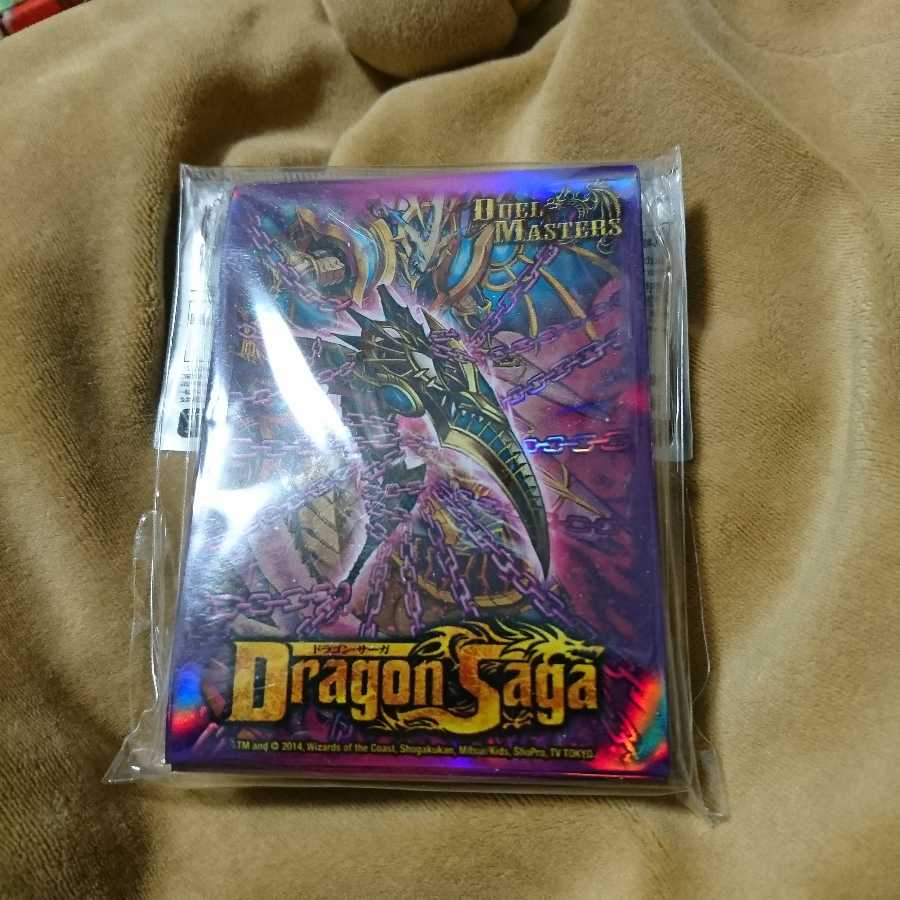 DUEL
MASTERS
ドラゴン・サーガ
Dragon Saga
TM and © 2014, Wizards of the Coast, Shogakukan, Mitsui/Kids, ShoPro, TV TOKYO.